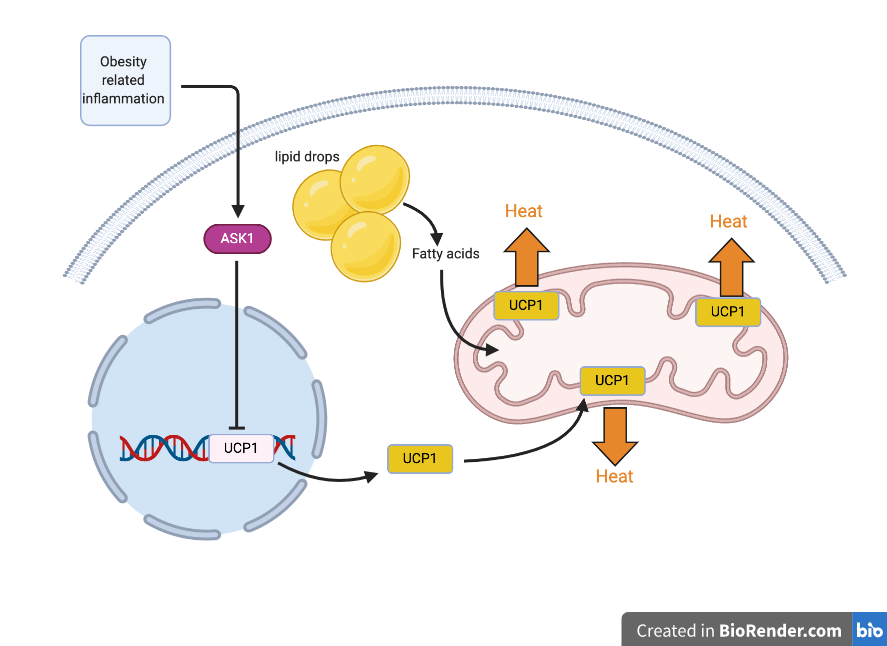 Obesity
related
inflammation
lipid drops
ASK1
Fatty acids
Heat
Heat
UCP1
UCP1
UCP1
UCP1
UCP1
Heat
Created in BioRender.com bio